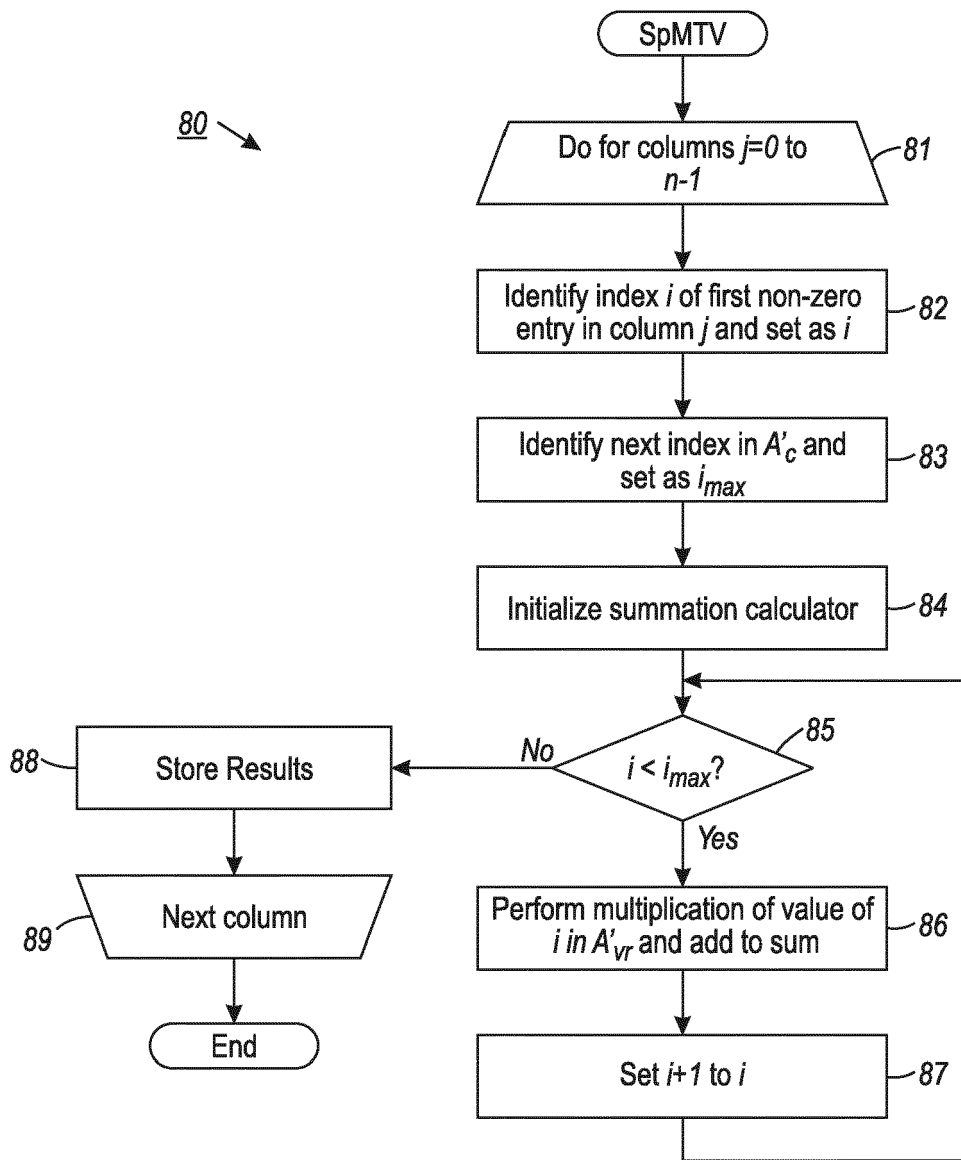 SpMTV
80
Do for columns j=0 to
n-1
81
Identify index i of first non-zero
entry in column j and set as i
82
Identify next index in A'c and
set as imax
83
Initialize summation calculator
84
i < imax?
85
No
Yes
88
Store Results
Perform multiplication of value of
i in A'vr and add to sum
86
Next column
89
Set i+1 to i
87
End